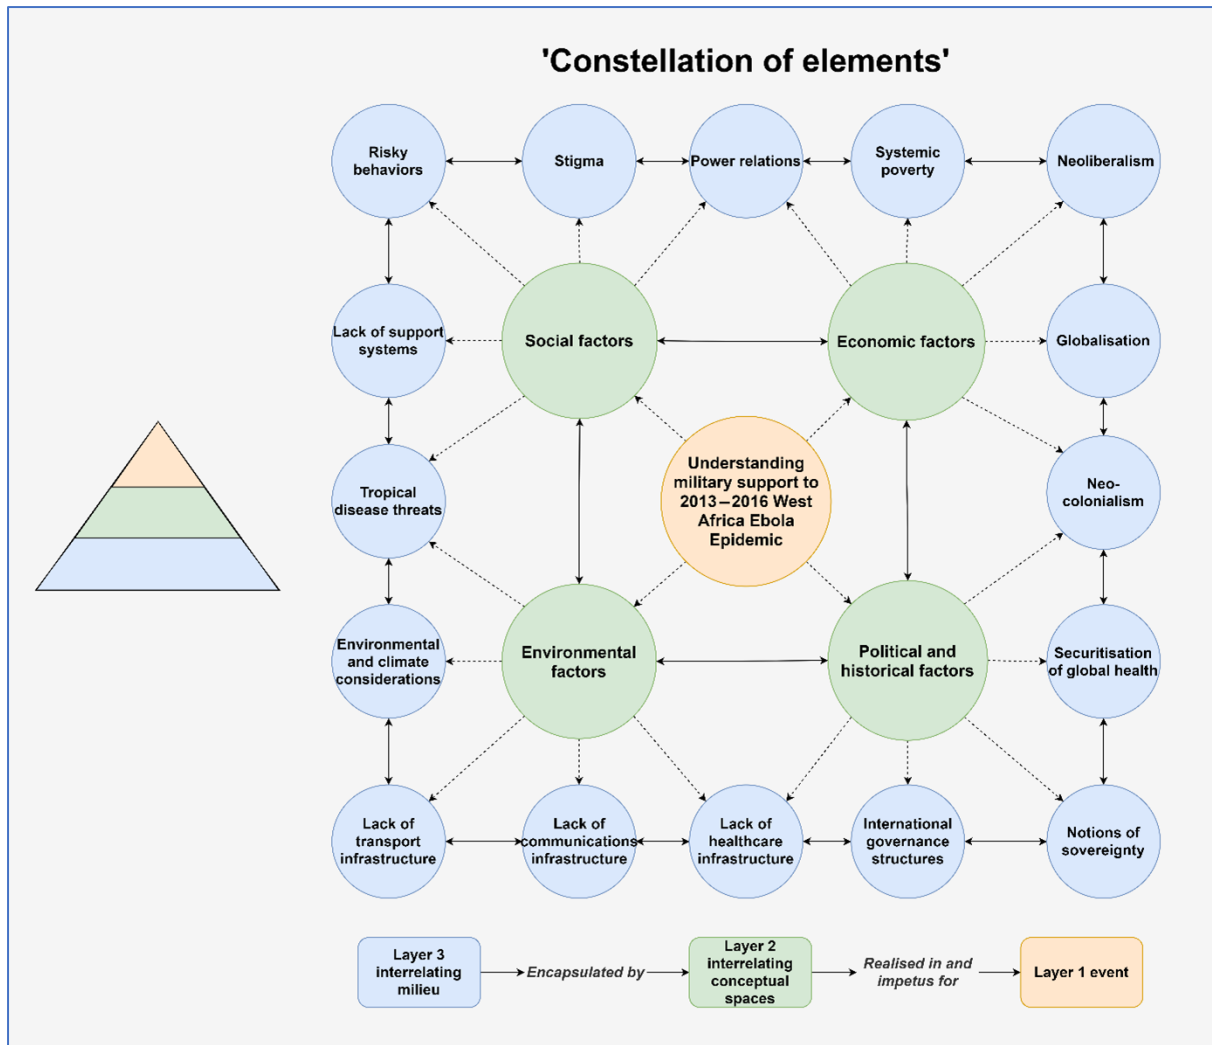 'Constellation of elements'
Risky
behaviors
Stigma
Power relations
Systemic
poverty
Neoliberalism
Lack of support
systems
Social factors
Economic factors
Globalisation
Understanding
military support to
2013–2016 West
Africa Ebola
Epidemic
Tropical
disease threats
Neo-
colonialism
Environmental
and climate
considerations
Environmental
factors
Political and
historical factors
Securitisation
of global health
Lack of
transport
infrastructure
Lack of
communications
infrastructure
Lack of
healthcare
infrastructure
International
governance
structures
Notions of
sovereignty
Layer 3
interrelating
milieu
Encapsulated by
Layer 2
interrelating
conceptual
spaces
Realised in and
impetus for
Layer 1 event